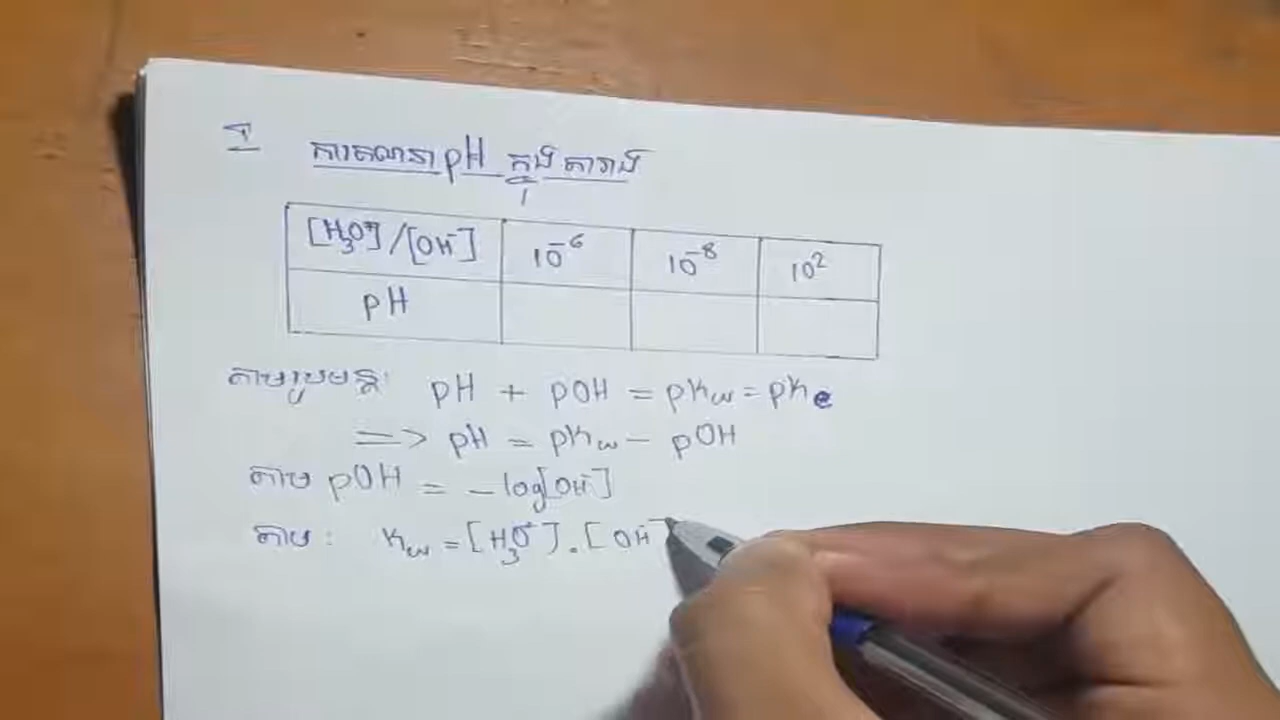 I ការគណនា pH ក្នុងតារាង
[H₃O⁺]/[OH⁻] 10⁻⁶ 10⁻⁸ 10²
pH
តាមរូបមន្ត: pH + pOH = pKw = pKe
=> pH = pKw - pOH
តាម pOH = - log[OH⁻]
តាម: Kw = [H₃O⁺].[OH⁻]